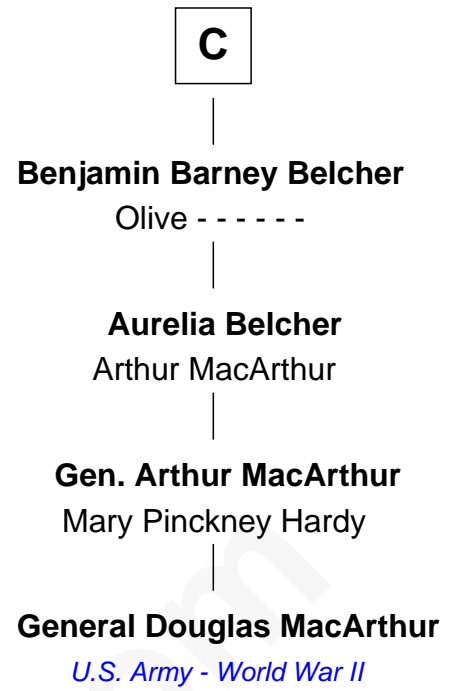 C
Benjamin Barney Belcher
Olive - - - - - -
Aurelia Belcher
Arthur MacArthur
Gen. Arthur MacArthur
Mary Pinckney Hardy
General Douglas MacArthur
U.S. Army - World War II